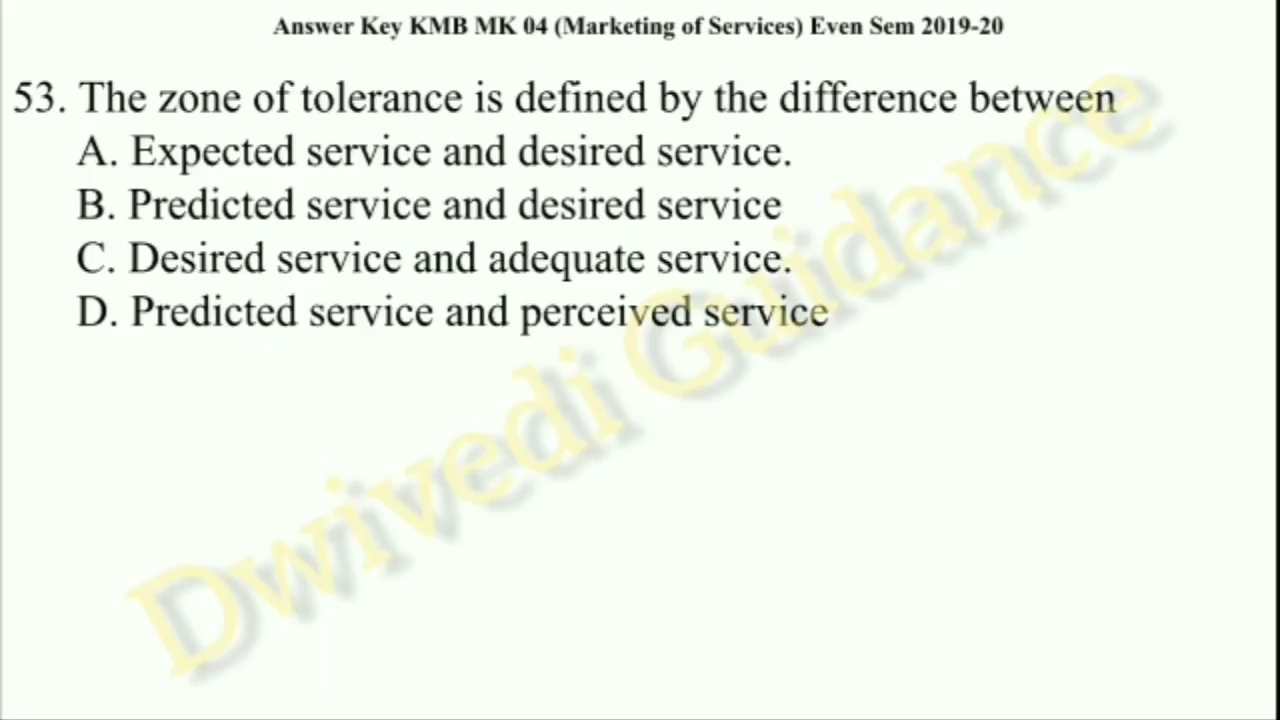 Answer Key KMB MK 04 (Marketing of Services) Even Sem 2019-20
53. The zone of tolerance is defined by the difference between
A. Expected service and desired service.
B. Predicted service and desired service
C. Desired service and adequate service.
D. Predicted service and perceived service
Dwivedi Guidance